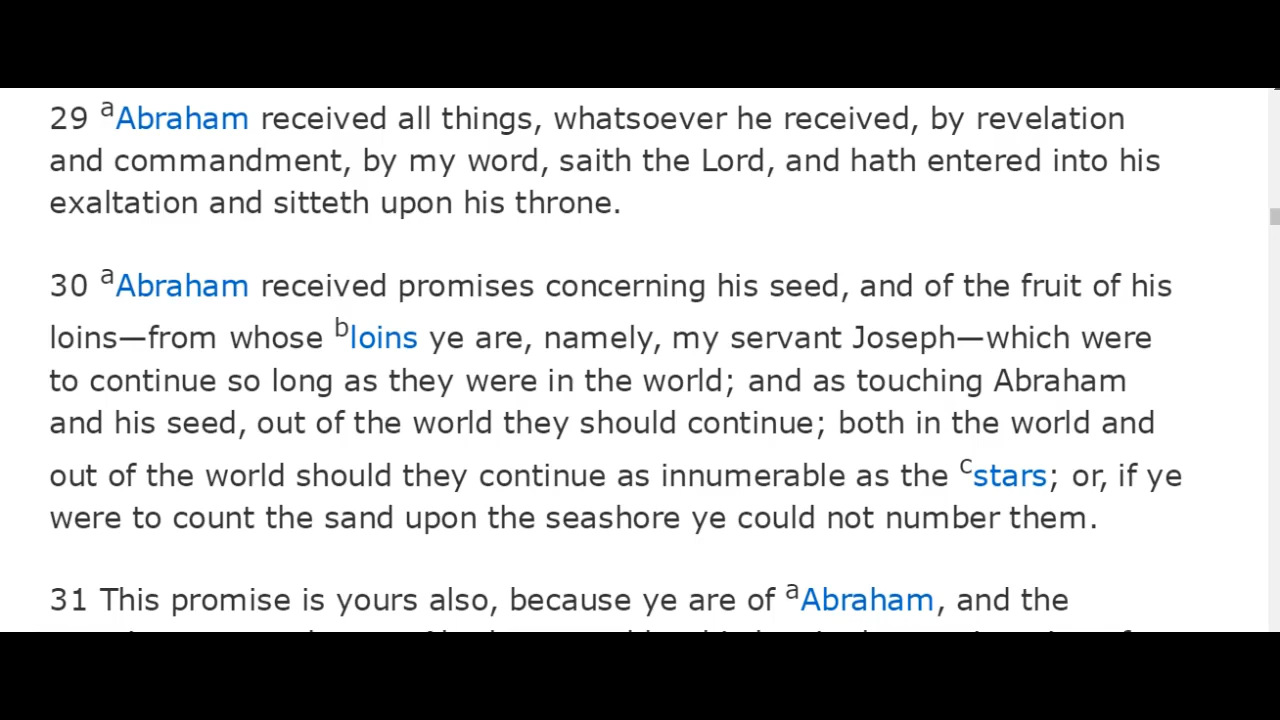 29 aAbraham received all things, whatsoever he received, by revelation
and commandment, by my word, saith the Lord, and hath entered into his
exaltation and sitteth upon his throne.
30 aAbraham received promises concerning his seed, and of the fruit of his
loins—from whose bloins ye are, namely, my servant Joseph—which were
to continue so long as they were in the world; and as touching Abraham
and his seed, out of the world they should continue; both in the world and
out of the world should they continue as innumerable as the cstars; or, if ye
were to count the sand upon the seashore ye could not number them.
31 This promise is yours also, because ye are of aAbraham, and the